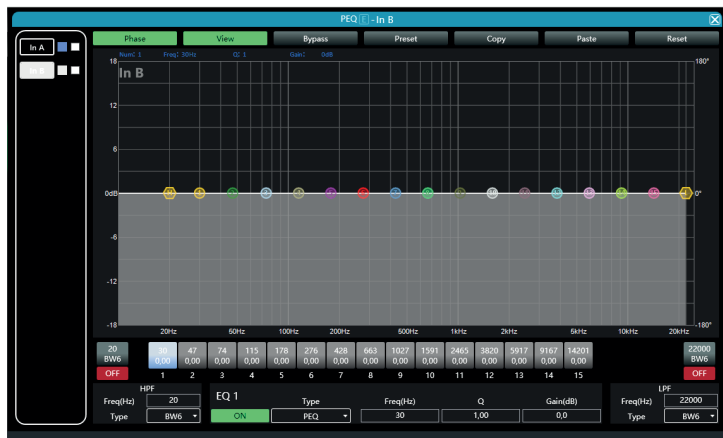 PEQ E - In B
Phase View Bypass Preset Copy Paste Reset
In A
In B
Num: 1 Freq: 30Hz Q: 1 Gain: 0dB
In B
18 180°
12
6
0dB 0°
-6
-12
-18 -180°
20Hz 50Hz 100Hz 200Hz 500Hz 1kHz 2kHz 5kHz 10kHz 20kHz
20 30 47 74 115 178 276 428 663 1027 1591 2465 3820 5917 9167 14201 22000
BW6 0,00 0,00 0,00 0,00 0,00 0,00 0,00 0,00 0,00 0,00 0,00 0,00 0,00 0,00 0,00 BW6
OFF 1 2 3 4 5 6 7 8 9 10 11 12 13 14 15 OFF
HPF LPF
EQ 1 Type Freq(Hz) Q Gain(dB)
Freq(Hz) 20 Freq(Hz) 22000
Type BW6 ON PEQ 30 1,00 0,0 Type BW6